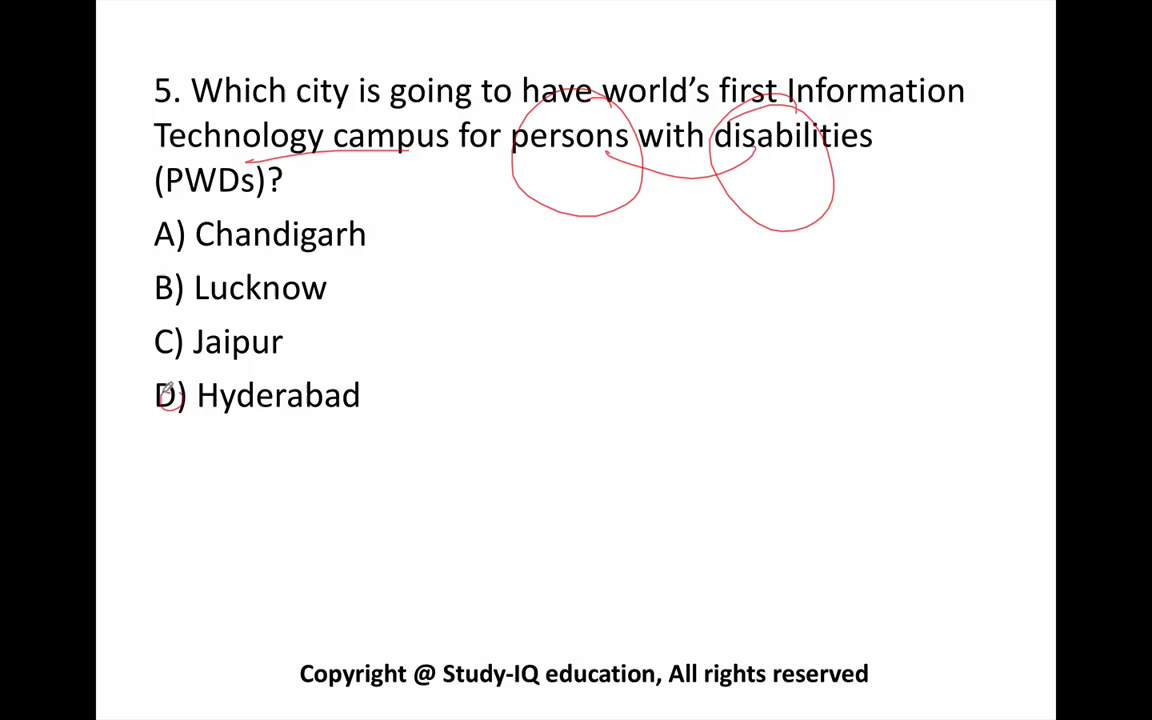 5. Which city is going to have world’s first Information
Technology campus for persons with disabilities
(PWDs)?
A) Chandigarh
B) Lucknow
C) Jaipur
D) Hyderabad
Copyright @ Study-IQ education, All rights reserved